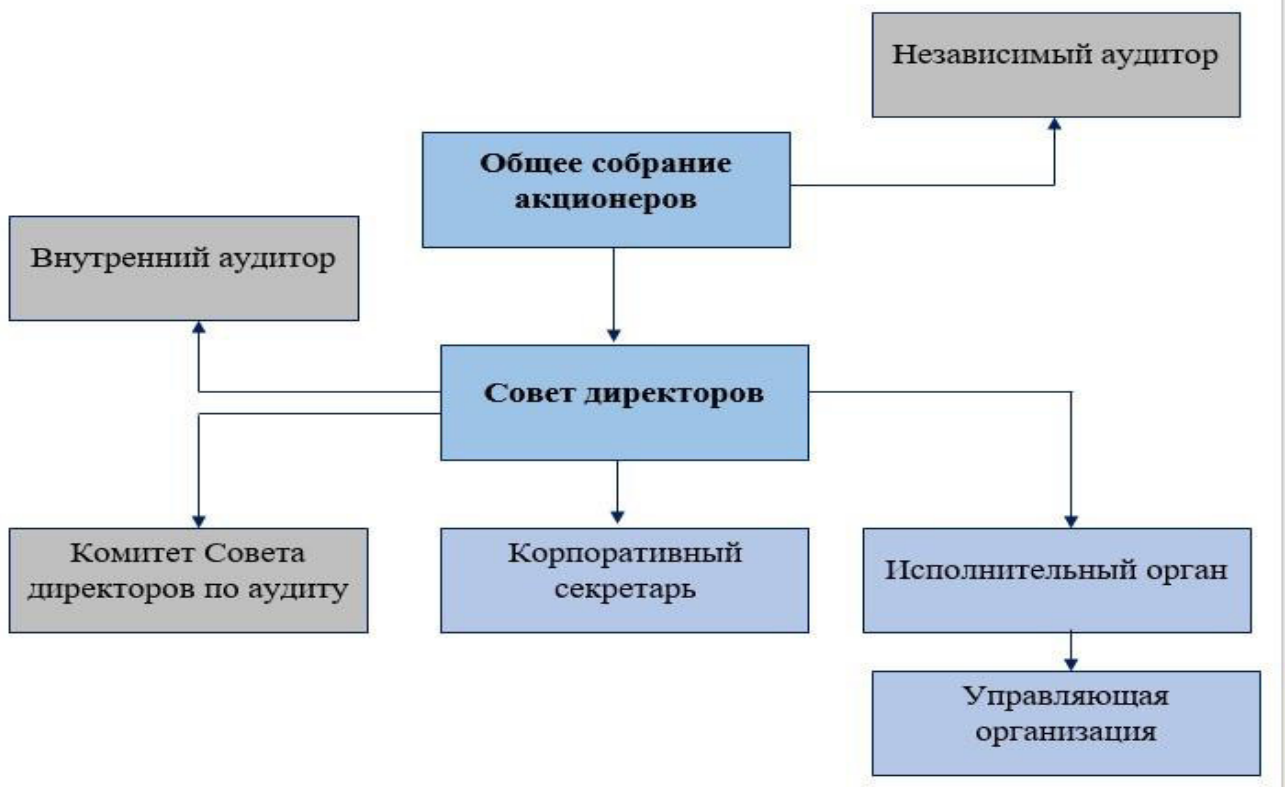 Независимый аудитор
Общее собрание
акционеров
Внутренний аудитор
Совет директоров
Комитет Совета
директоров по аудиту
Корпоративный
секретарь
Исполнительный орган
Управляющая
организация